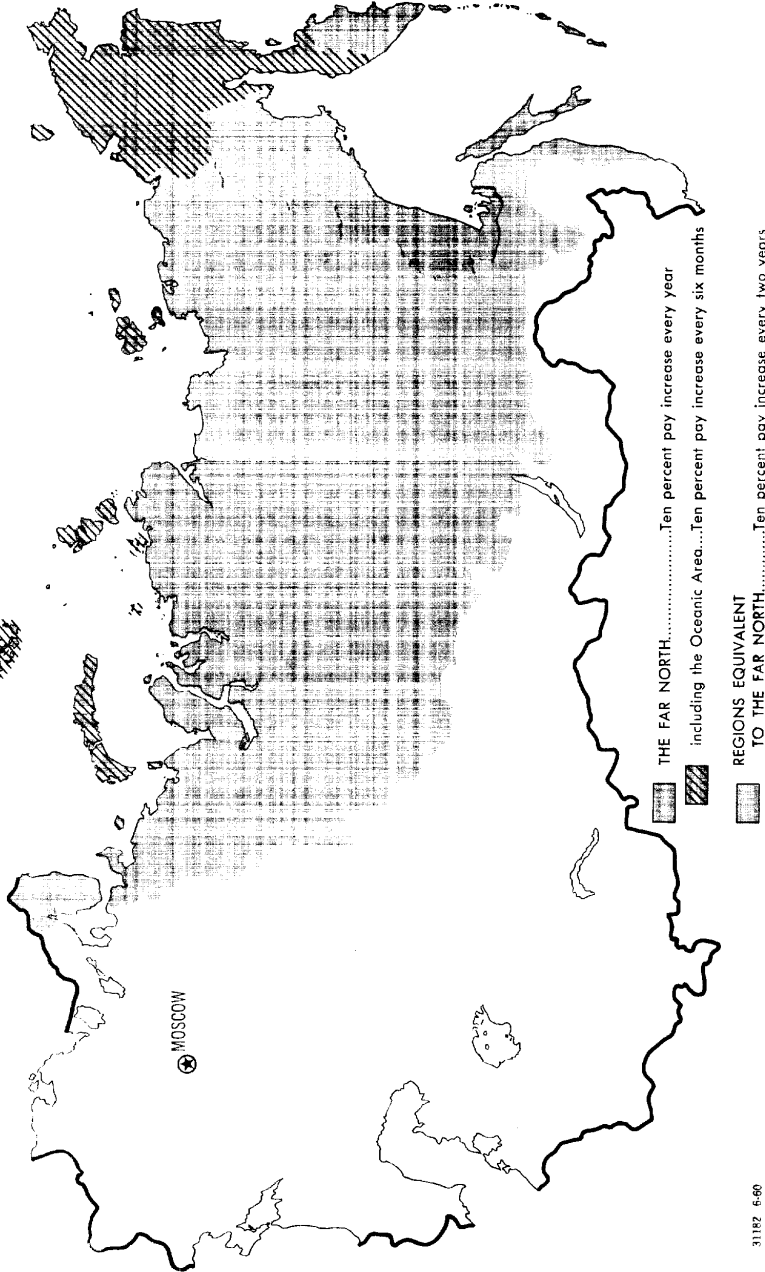 MOSCOW
THE FAR NORTH.....................Ten percent pay increase every year
including the Oceanic Area....Ten percent pay increase every six months
REGIONS EQUIVALENT
TO THE FAR NORTH............Ten percent pay increase every two years
31182 6-60